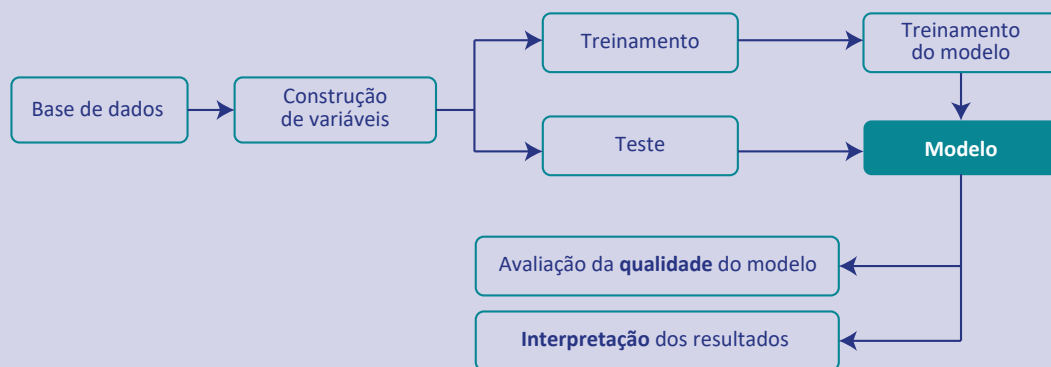 Base de dados
Construção
de variáveis
Treinamento
Treinamento
do modelo
Teste
Modelo
Avaliação da qualidade do modelo
Interpretação dos resultados